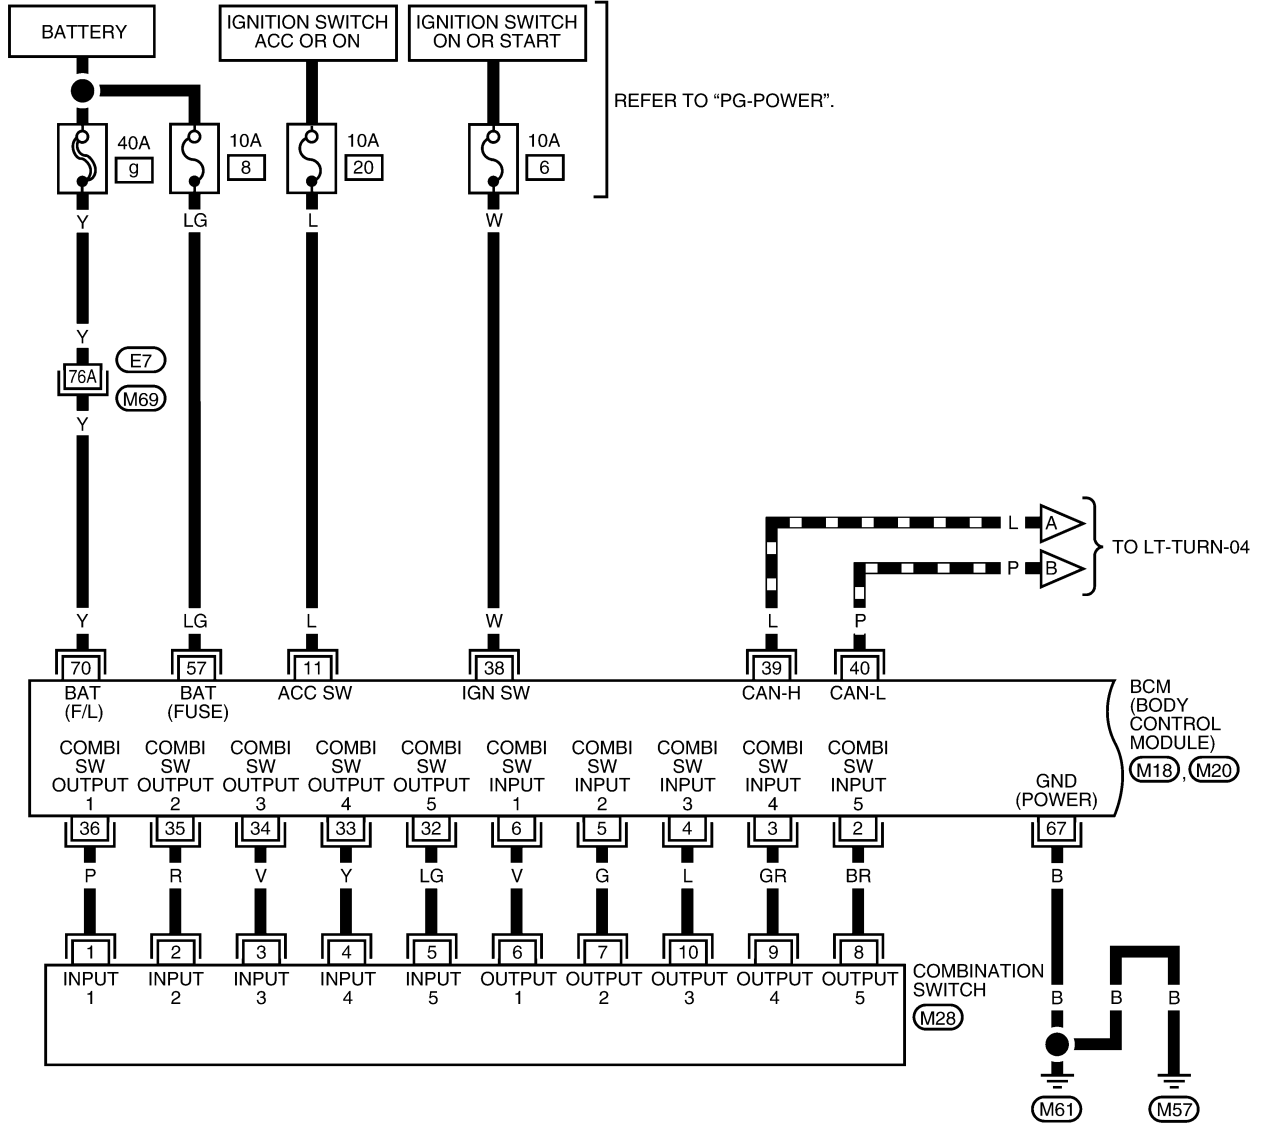 BATTERY
IGNITION SWITCH
ACC OR ON
IGNITION SWITCH
ON OR START
REFER TO “PG-POWER”.
40A
g
10A
8
10A
20
10A
6
Y
LG
L
W
Y
76A
E7
M69
Y
L
A
P
B
TO LT-TURN-04
Y
LG
L
W
L
P
70
57
11
38
39
40
BAT
(F/L)
BAT
(FUSE)
ACC SW
IGN SW
CAN-H
CAN-L
BCM
(BODY
CONTROL
MODULE)
M18 , M20
COMBI
SW
OUTPUT
1
COMBI
SW
OUTPUT
2
COMBI
SW
OUTPUT
3
COMBI
SW
OUTPUT
4
COMBI
SW
OUTPUT
5
COMBI
SW
INPUT
1
COMBI
SW
INPUT
2
COMBI
SW
INPUT
3
COMBI
SW
INPUT
4
COMBI
SW
INPUT
5
GND
(POWER)
36
35
34
33
32
6
5
4
3
2
67
P
R
V
Y
LG
V
G
L
GR
BR
B
1
2
3
4
5
6
7
10
9
8
INPUT
1
INPUT
2
INPUT
3
INPUT
4
INPUT
5
OUTPUT
1
OUTPUT
2
OUTPUT
3
OUTPUT
4
OUTPUT
5
COMBINATION
SWITCH
M28
B
B
B
M61
M57